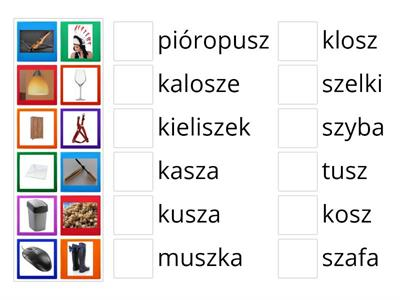 pióropusz klosz
kalosze szelki
kieliszek szyba
kasza tusz
kusza kosz
muszka szafa